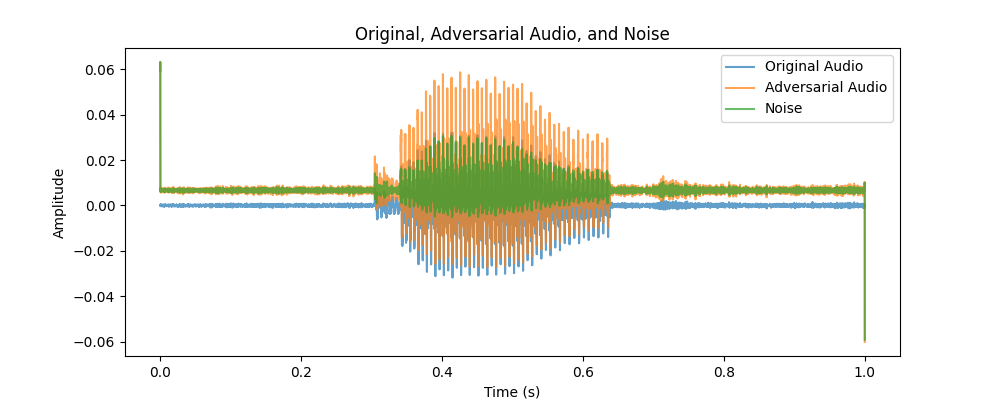 Original, Adversarial Audio, and Noise
Original Audio
Adversarial Audio
Noise
Amplitude
0.06
0.04
0.02
0.00
−0.02
−0.04
−0.06
0.0 0.2 0.4 0.6 0.8 1.0
Time (s)